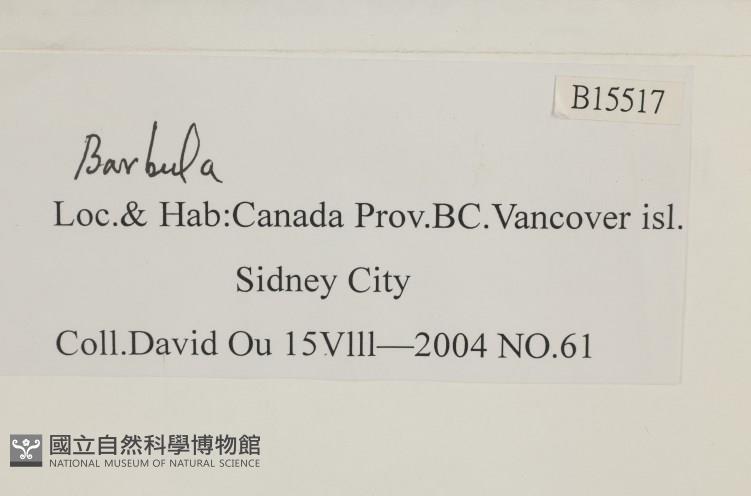 B15517
Barbula
Loc.& Hab:Canada Prov.BC.Vancover isl.
Sidney City
Coll.David Ou 15Vlll—2004 NO.61
國立自然科學博物館
NATIONAL MUSEUM OF NATURAL SCIENCE